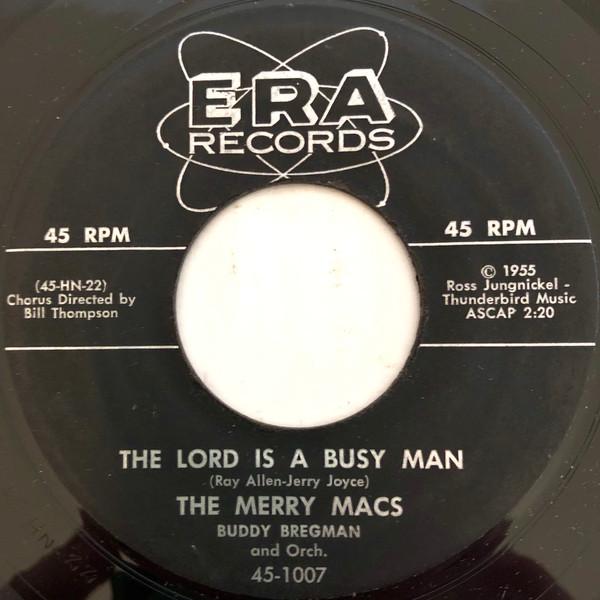 ERA
RECORDS
45 RPM
45 RPM
(45-HN-22)
Chorus Directed by
Bill Thompson
© 1955
Ross Jungnickel -
Thunderbird Music
ASCAP 2:20
THE LORD IS A BUSY MAN
(Ray Allen-Jerry Joyce)
THE MERRY MACS
BUDDY BREGMAN
and Orch.
45-1007